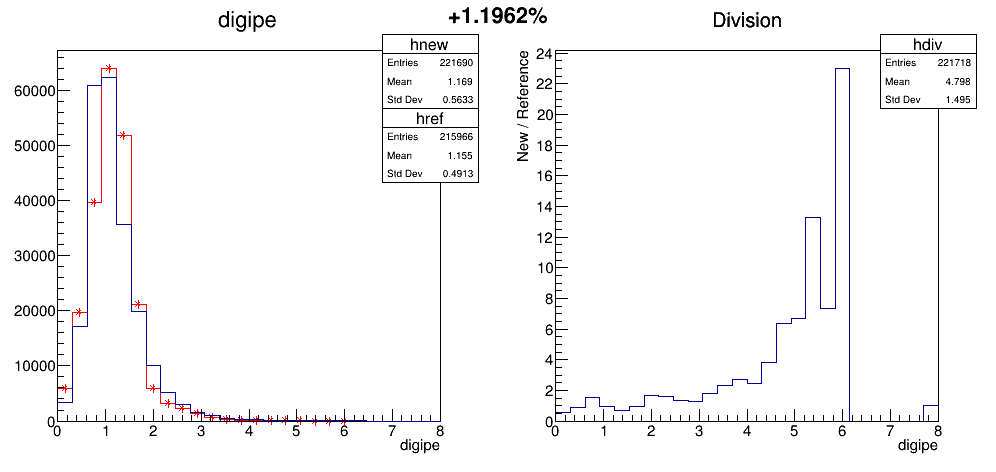 +1.1962%
digipe
hnew
Entries 221690
Mean 1.169
Std Dev 0.5633
href
Entries 215966
Mean 1.155
Std Dev 0.4913
60000
50000
40000
30000
20000
10000
0
0 1 2 3 4 5 6 7 8
digipe
Division
hdiv
Entries 221718
Mean 4.798
Std Dev 1.495
New / Reference
24
22
20
18
16
14
12
10
8
6
4
2
0
0 1 2 3 4 5 6 7 8
digipe